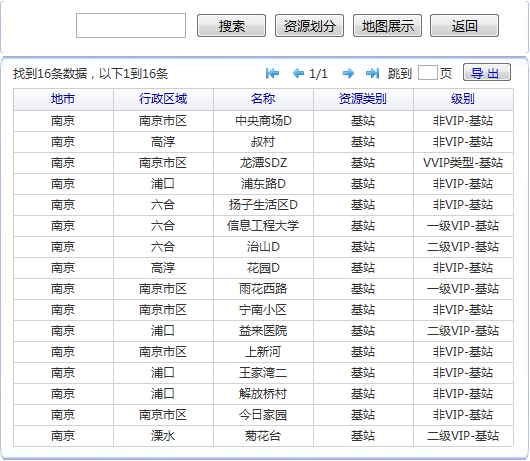 搜索 资源划分 地图展示 返回
找到16条数据，以下1到16条 1/1 跳到 页 导 出
地市 行政区域 名称 资源类别 级别
南京 南京市区 中央商场D 基站 非VIP-基站
南京 高淳 叔村 基站 非VIP-基站
南京 南京市区 龙潭SDZ 基站 VVIP类型-基站
南京 浦口 浦东路D 基站 非VIP-基站
南京 六合 扬子生活区D 基站 非VIP-基站
南京 六合 信息工程大学 基站 一级VIP-基站
南京 六合 治山D 基站 二级VIP-基站
南京 高淳 花园D 基站 非VIP-基站
南京 南京市区 雨花西路 基站 一级VIP-基站
南京 南京市区 宁南小区 基站 非VIP-基站
南京 浦口 益来医院 基站 二级VIP-基站
南京 南京市区 上新河 基站 非VIP-基站
南京 浦口 王家湾二 基站 非VIP-基站
南京 浦口 解放桥村 基站 非VIP-基站
南京 南京市区 今日家园 基站 非VIP-基站
南京 溧水 菊花台 基站 二级VIP-基站